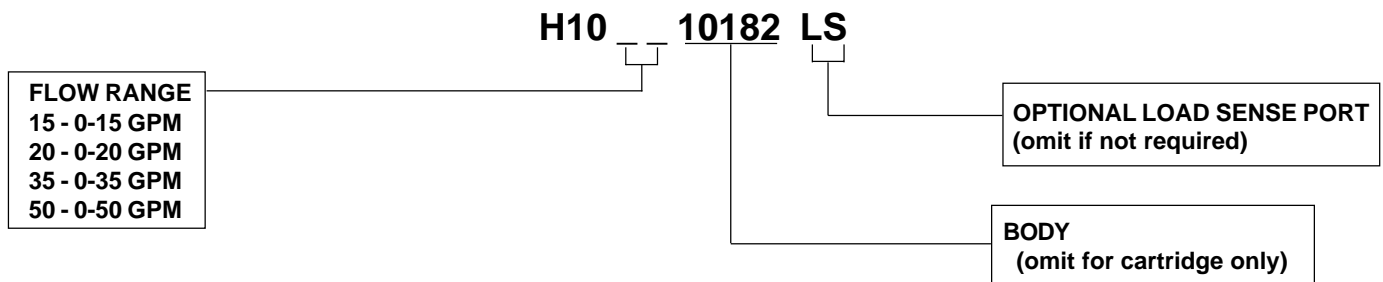 H10 _ _ 10182 LS
FLOW RANGE
15 - 0-15 GPM
20 - 0-20 GPM
35 - 0-35 GPM
50 - 0-50 GPM
OPTIONAL LOAD SENSE PORT
(omit if not required)
BODY
(omit for cartridge only)